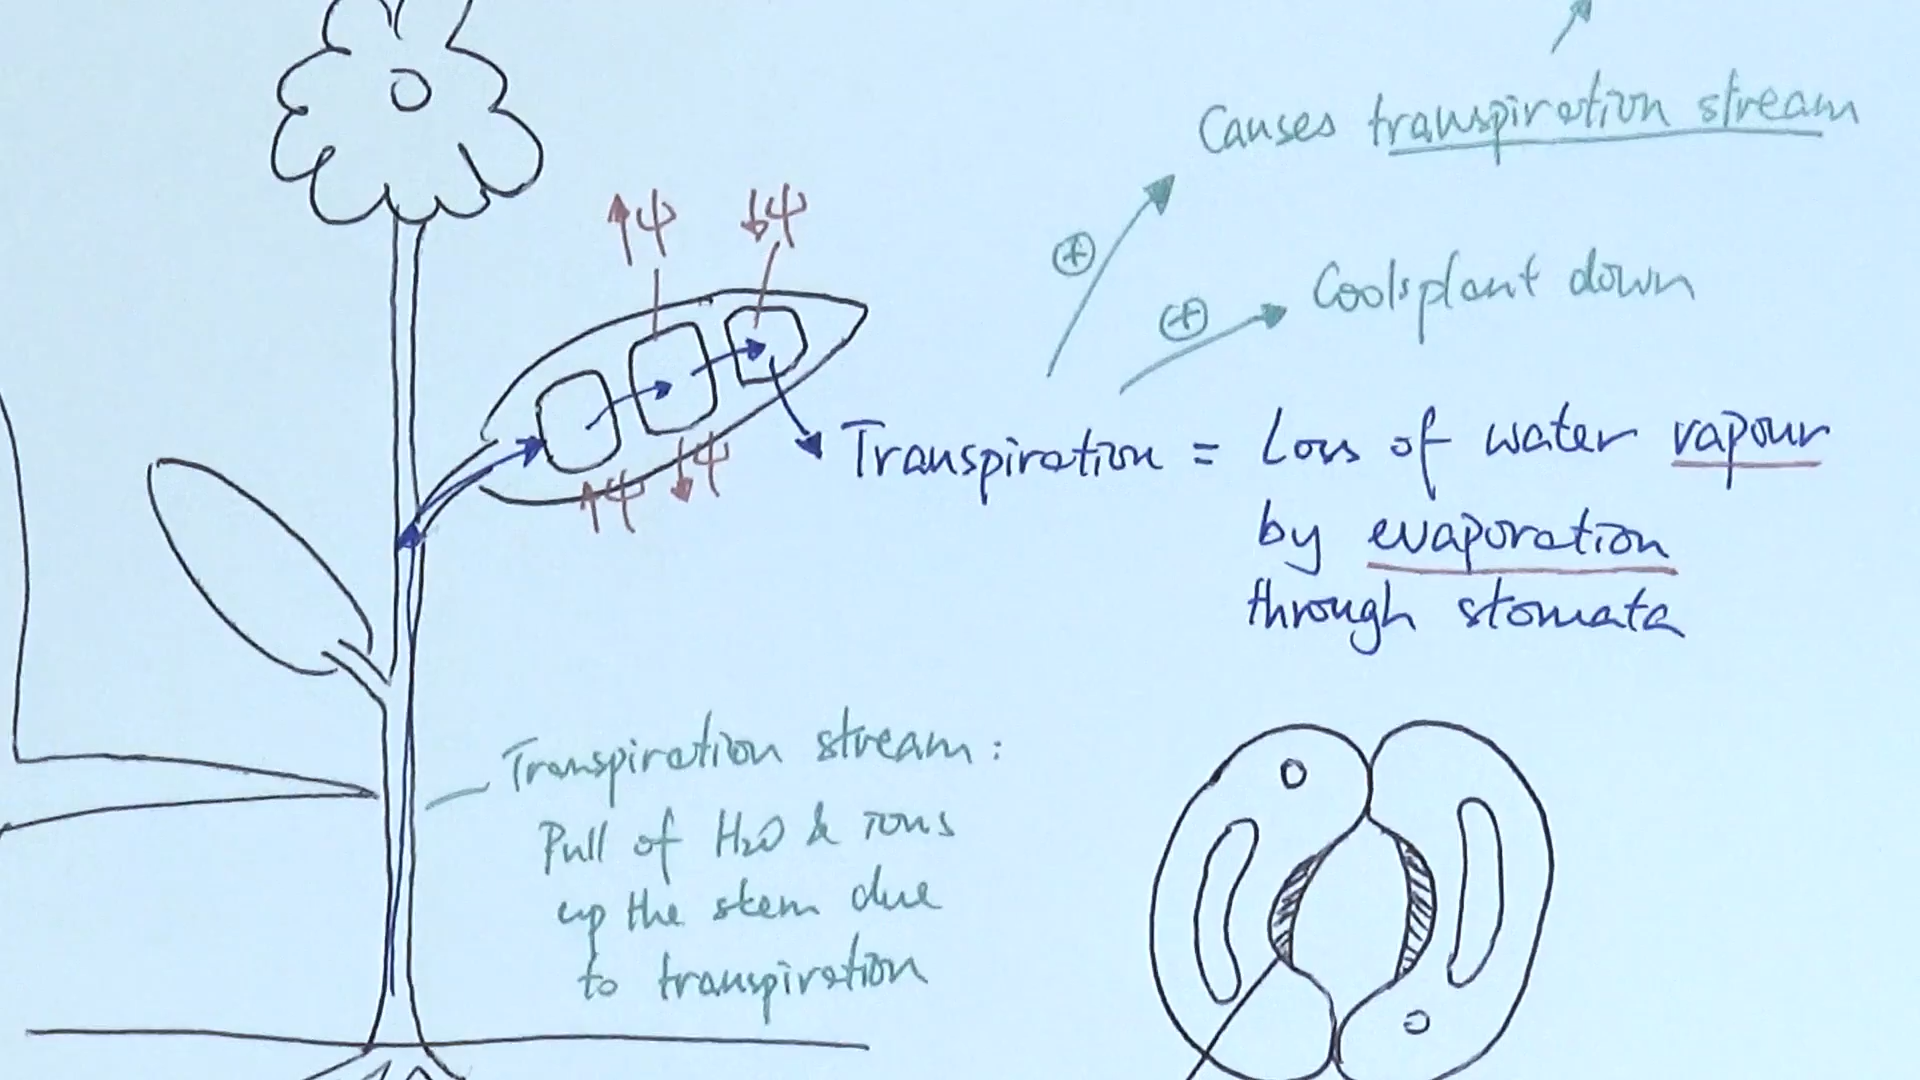 Causes transpiration stream
↑ψ ↓ψ
⊕
Cools plant down
⊕
Transpiration = Loss of water vapour
by evaporation
through stomata
↑ψ ↓ψ
Transpiration stream:
Pull of H₂O & ions
up the stem due
to transpiration